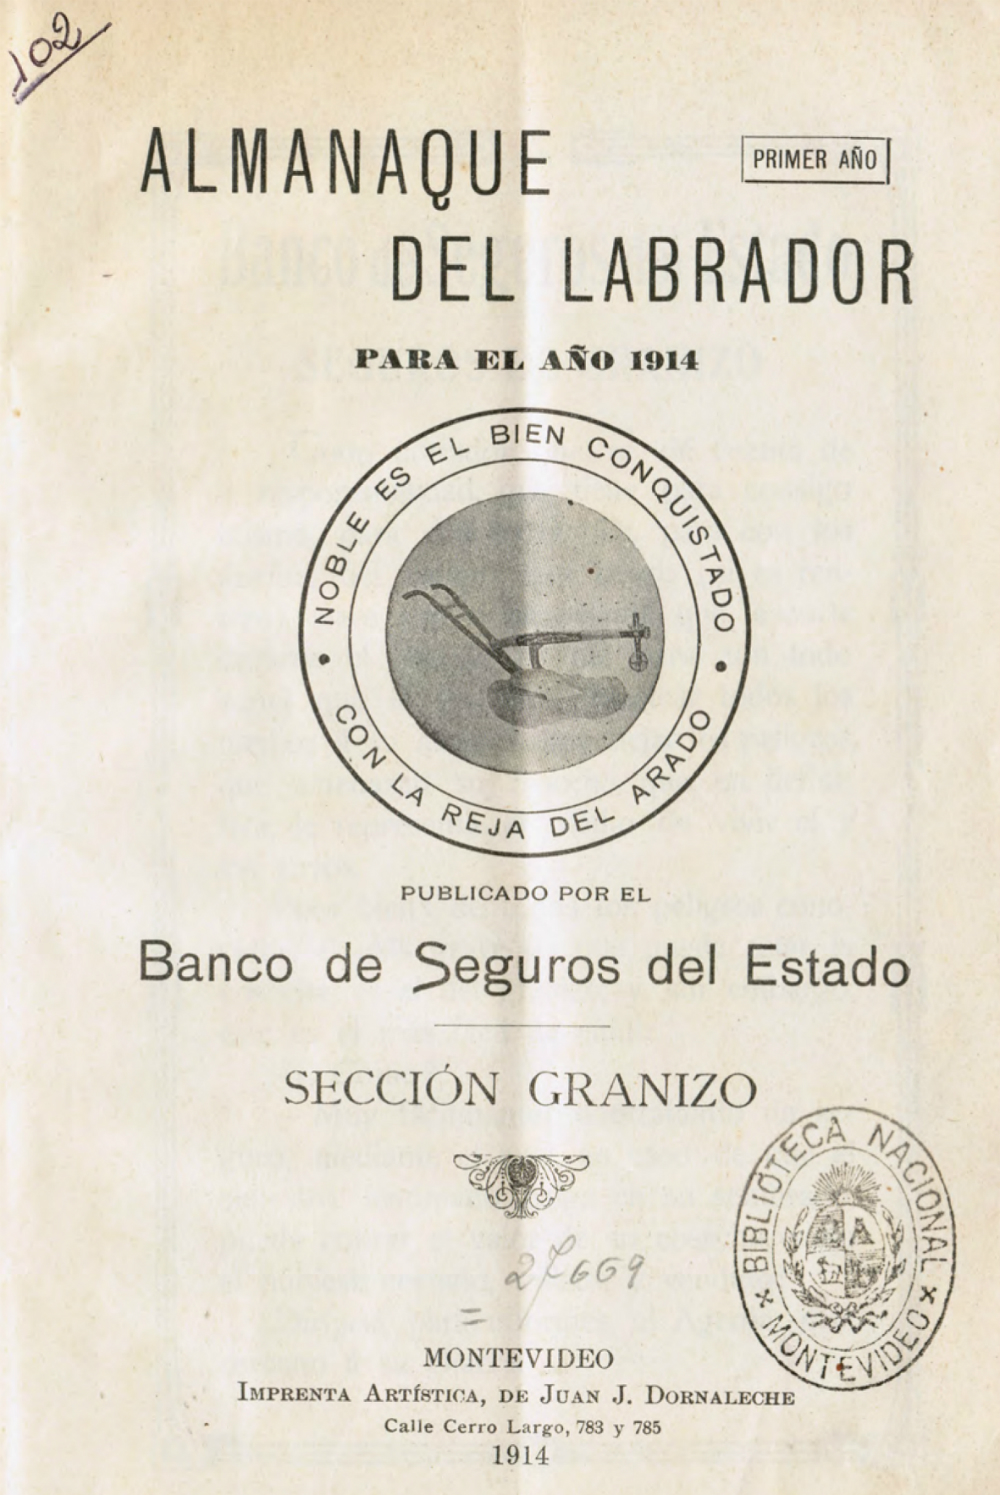 102
ALMANAQUE
PRIMER AÑO
DEL LABRADOR
PARA EL AÑO 1914
NOBLE ES EL BIEN CONQUISTADO
• CON LA REJA DEL ARADO •
PUBLICADO POR EL
Banco de Seguros del Estado
SECCIÓN GRANIZO
BIBLIOTECA NACIONAL
× MONTEVIDEO ×
27669
MONTEVIDEO
IMPRENTA ARTÍSTICA, DE JUAN J. DORNALECHE
Calle Cerro Largo, 783 y 785
1914